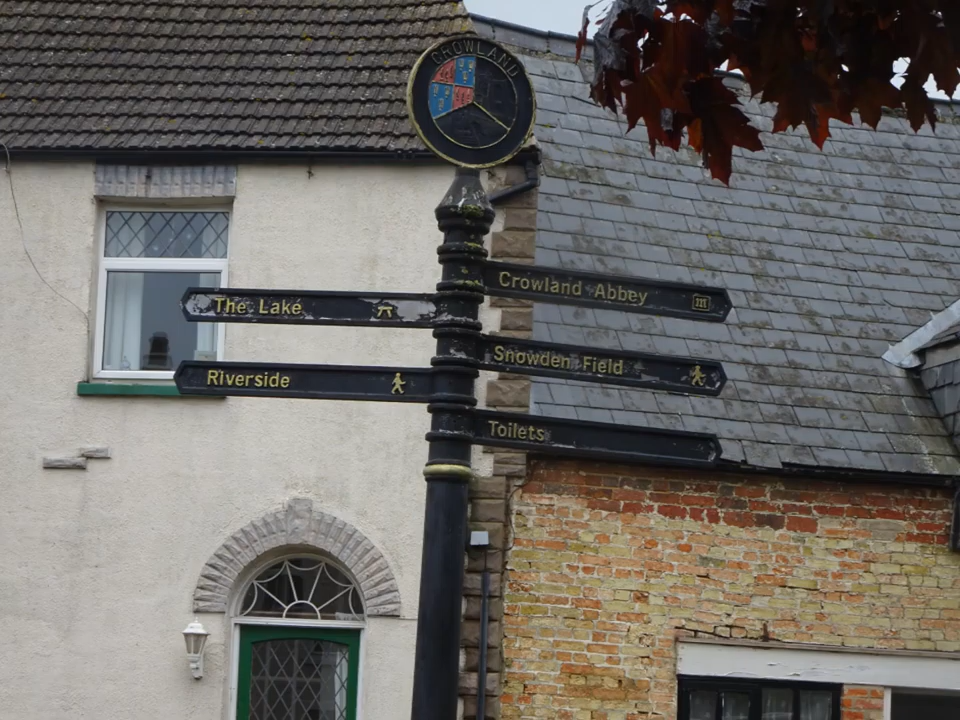 CROWLAND
Crowland Abbey
m
The Lake
Snowden Field
Riverside
Toilets